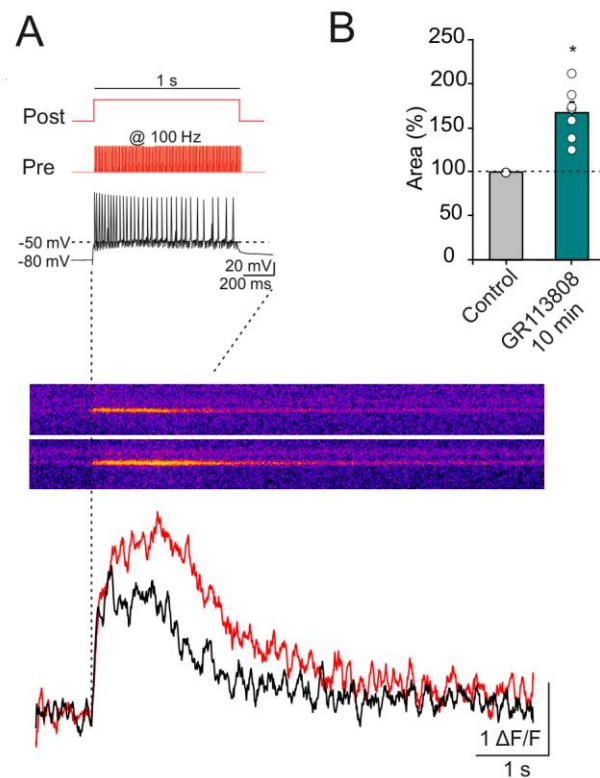 A
1 s
Post
@ 100 Hz
Pre
-50 mV
-80 mV
20 mV
200 ms
1 ΔF/F
1 s
B
Area (%)
250
200
150
100
50
0
*
Control
GR113808
10 min